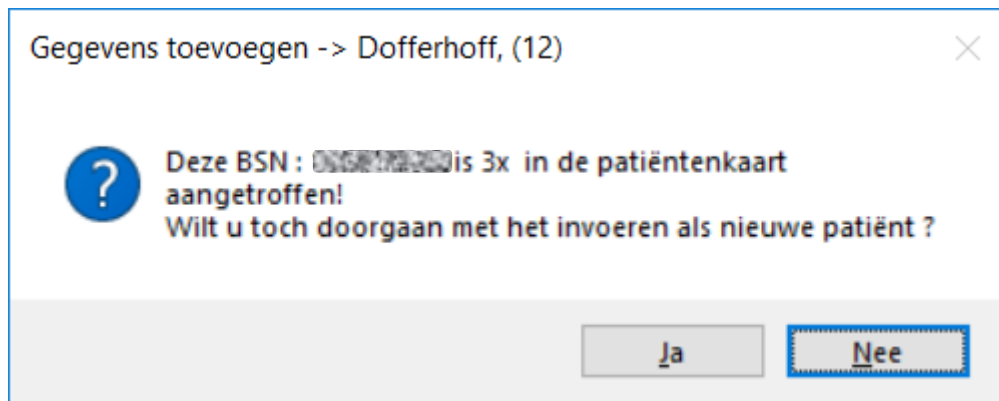 Gegevens toevoegen -> Dofferhoff, (12)
Deze BSN : is 3x in de patiëntenkaart
aangetroffen!
Wilt u toch doorgaan met het invoeren als nieuwe patiënt ?
Ja
Nee